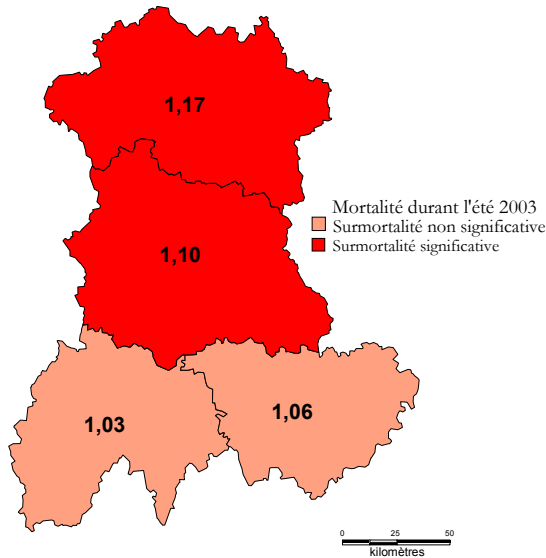 1,17
Mortalité durant l'été 2003
Surmortalité non significative
Surmortalité significative
1,10
1,03
1,06
0 25 50
kilomètres